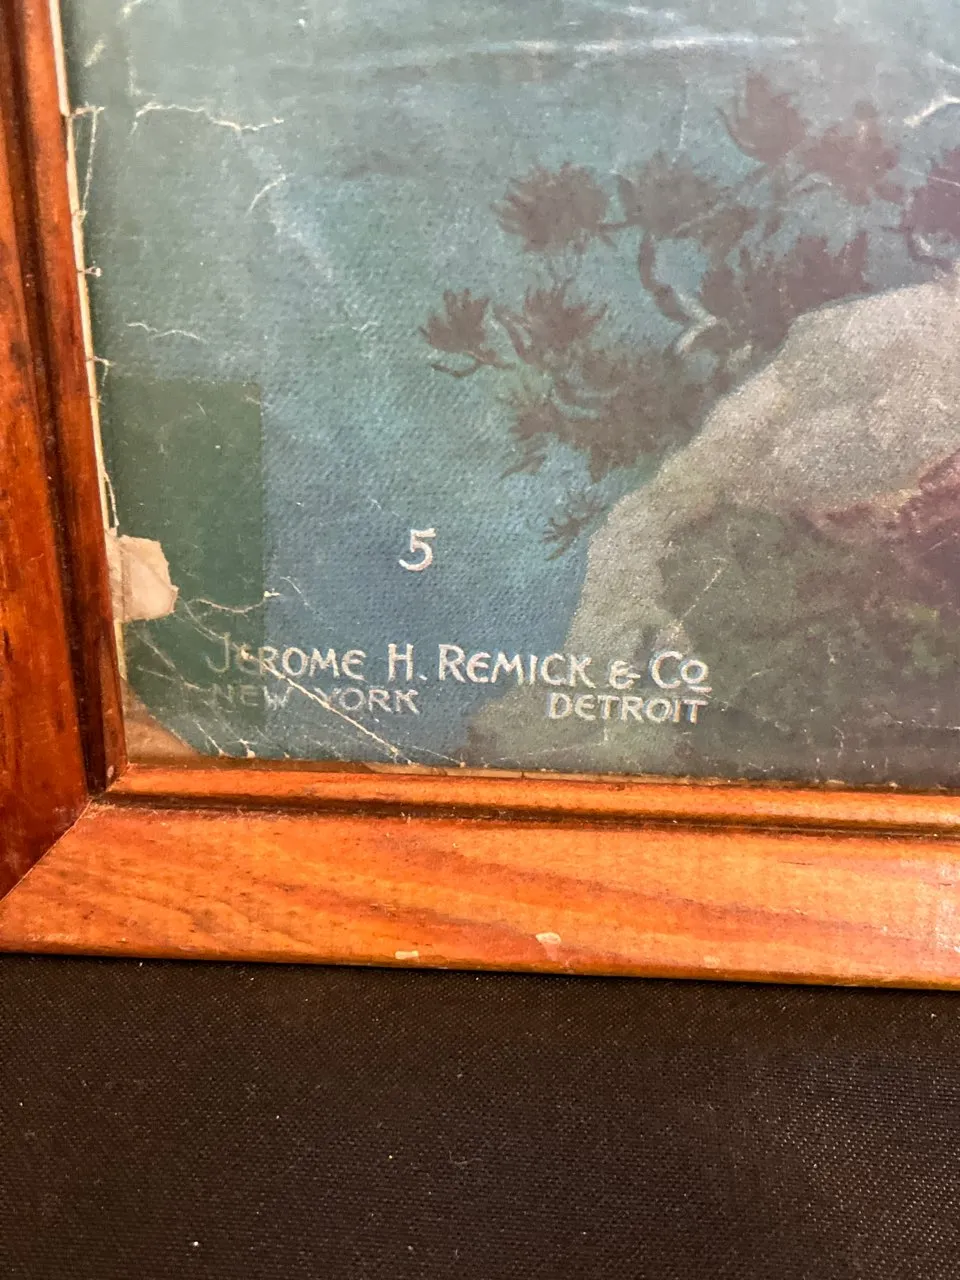 5
JEROME H. REMICK & Co
NEW YORK DETROIT